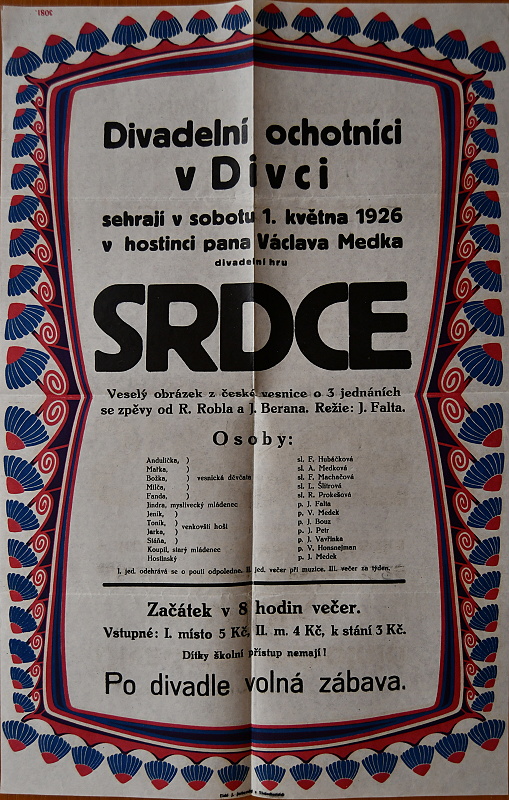 Divadelní ochotníci
v Divci
sehrají v sobotu 1. května 1926
v hostinci pana Václava Medka
divadelní hru
SRDCE
Veselý obrázek z české vesnice o 3 jednáních
se zpěvy od R. Robla a J. Berana. Režie: J. Falta.
Osoby:
Andulička, ) sl. F. Hubáčková
Mařka, ) sl. A. Medková
Božka, ) vesnická děvčata sl. F. Machačová
Milča, ) sl. L. Šlitrová
Fanda, ) sl. R. Prokešová
Jindra, myslivecký mládenec p. J. Falta
Jeník, ) p. V. Medek
Toník, ) venkovští hoši p. J. Bouz
Jarka, ) p. J. Petr
Sláňa, ) p. J. Vavřiaka
Koupil, starý mládenec p. V. Honsnejman
Hostinský p. J. Medek
I. jed. odehrává se o pouti odpoledne. II. jed. večer při muzice. III. večer za týden.
Začátek v 8 hodin večer.
Vstupné: I. místo 5 Kč, II. m. 4 Kč, k stání 3 Kč.
Dítky školní přístup nemají!
Po divadle volná zábava.